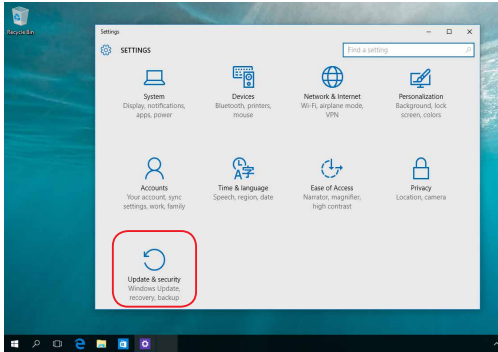 Recycle Bin
Settings
SETTINGS
Find a setting
System
Display, notifications,
apps, power
Devices
Bluetooth, printers,
mouse
Network & Internet
Wi-Fi, airplane mode,
VPN
Personalization
Background, lock
screen, colors
Accounts
Your account, sync
settings, work, family
Time & language
Speech, region, date
Ease of Access
Narrator, magnifier,
high contrast
Privacy
Location, camera
Update & security
Windows Update,
recovery, backup